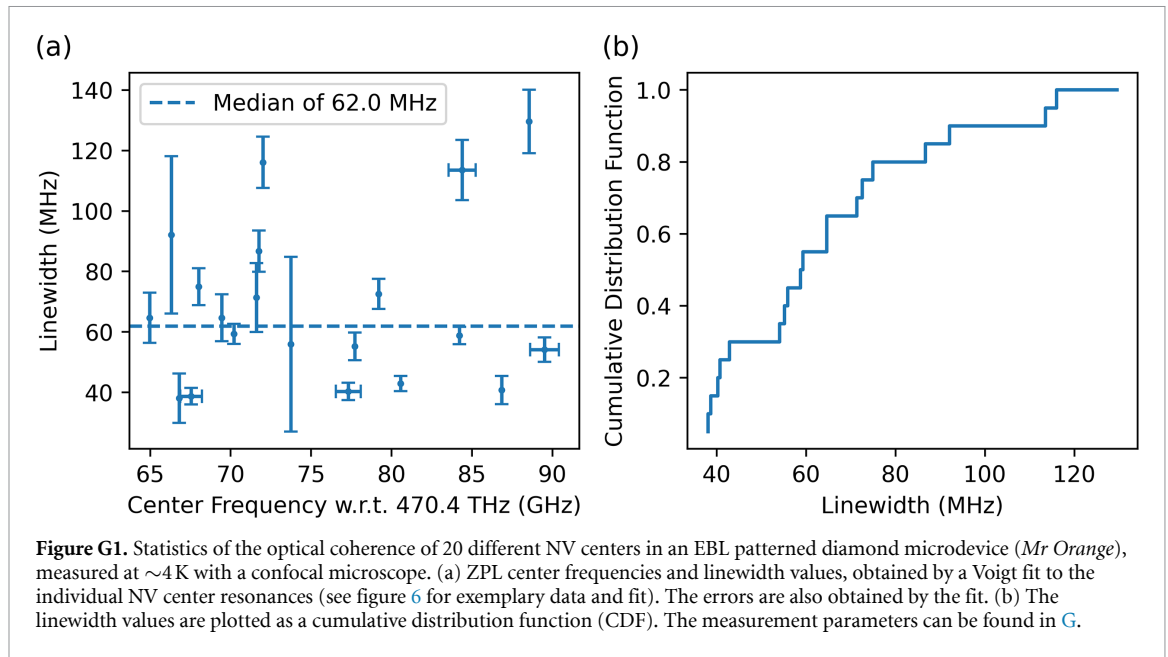 (a)
140
120
100
80
60
40
Linewidth (MHz)
Median of 62.0 MHz
65 70 75 80 85 90
Center Frequency w.r.t. 470.4 THz (GHz)
(b)
1.0
0.8
0.6
0.4
0.2
Cumulative Distribution Function
40 60 80 100 120
Linewidth (MHz)
Figure G1. Statistics of the optical coherence of 20 different NV centers in an EBL patterned diamond microdevice (Mr Orange),
measured at ∼4 K with a confocal microscope. (a) ZPL center frequencies and linewidth values, obtained by a Voigt fit to the
individual NV center resonances (see figure 6 for exemplary data and fit). The errors are also obtained by the fit. (b) The
linewidth values are plotted as a cumulative distribution function (CDF). The measurement parameters can be found in G.